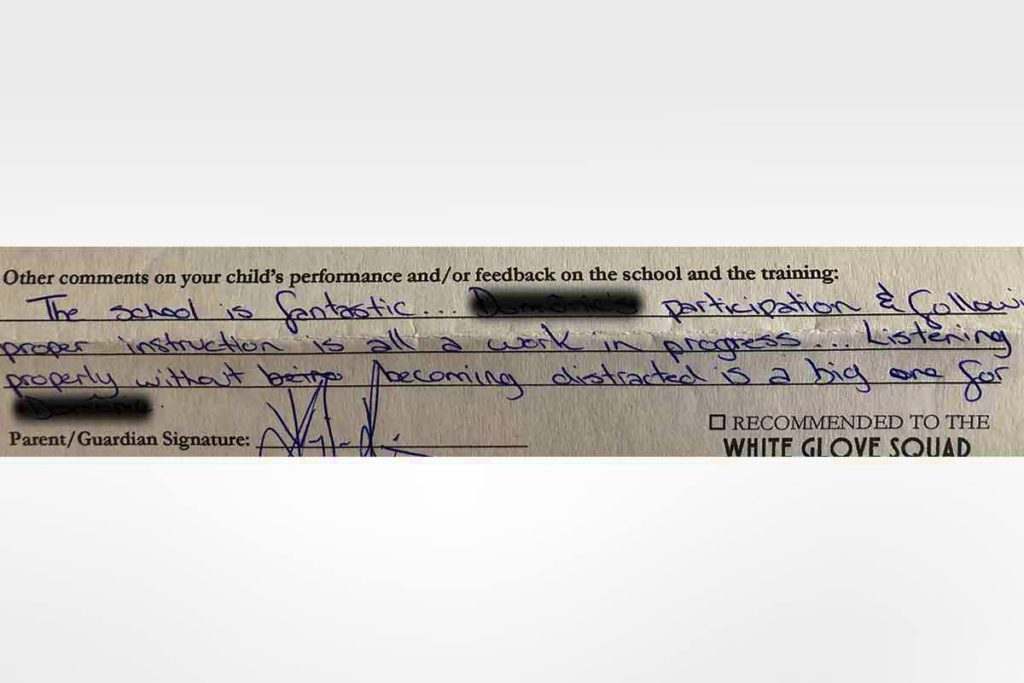 Other comments on your child's performance and/or feedback on the school and the training:
The school is fantastic... participation & followi
proper instruction is all a work in progress... Listening
properly without being becoming distracted is a big one for
Parent/Guardian Signature:
☐ RECOMMENDED TO THE
WHITE GLOVE SQUAD